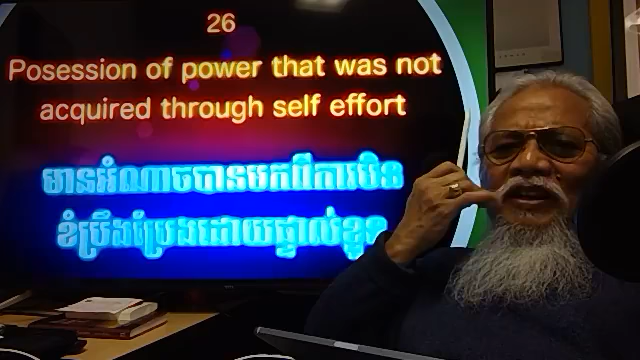 26
Posession of power that was not
acquired through self effort
មានអំណាចបានមកពីការមិន
ខំប្រឹងប្រែងដោយផ្ទាល់ខ្លួន